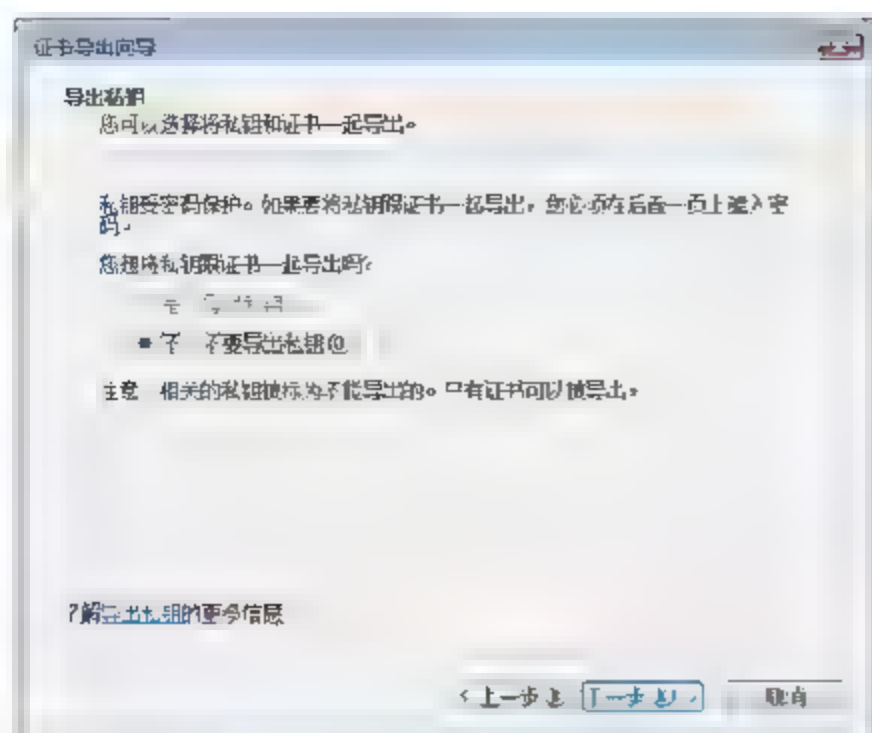 证书导出向导
导出私钥
您可以选择将私钥和证书一起导出。
私钥受密码保护。如果要将私钥跟证书一起导出，您必须在后面一页上键入密
码。
您想将私钥跟证书一起导出吗?
不，不要导出私钥(O)
注意: 相关的私钥被标为不能导出的。只有证书可以被导出。
了解导出私钥的更多信息
< 上一步(B)
下一步(N) >
取消